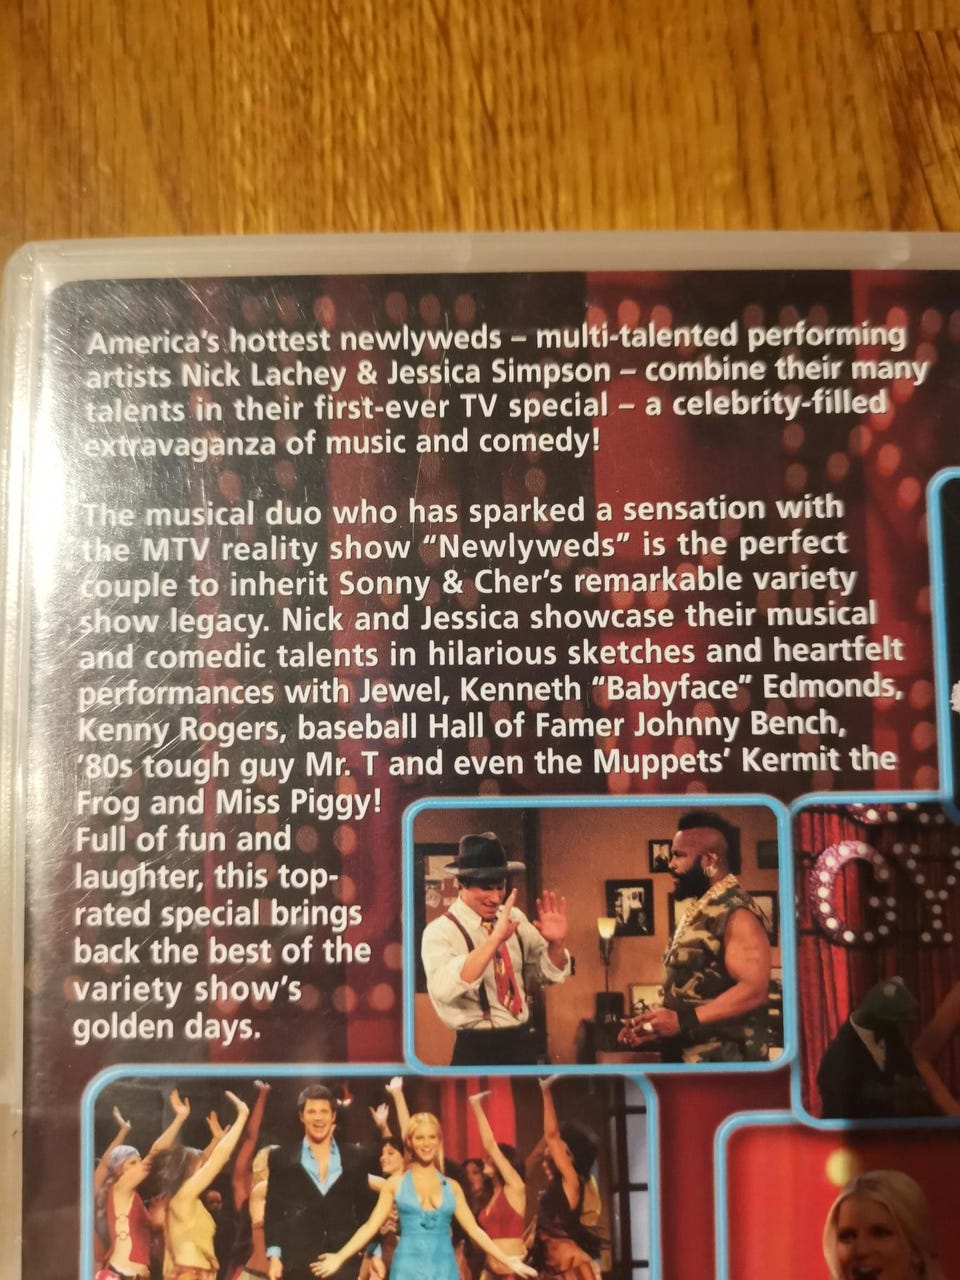 America's hottest newlyweds – multi-talented performing
artists Nick Lachey & Jessica Simpson – combine their many
talents in their first-ever TV special – a celebrity-filled
extravaganza of music and comedy!
The musical duo who has sparked a sensation with
the MTV reality show “Newlyweds” is the perfect
couple to inherit Sonny & Cher's remarkable variety
show legacy. Nick and Jessica showcase their musical
and comedic talents in hilarious sketches and heartfelt
performances with Jewel, Kenneth “Babyface” Edmonds,
Kenny Rogers, baseball Hall of Famer Johnny Bench,
'80s tough guy Mr. T and even the Muppets' Kermit the
Frog and Miss Piggy!
Full of fun and
laughter, this top-
rated special brings
back the best of the
variety show's
golden days.